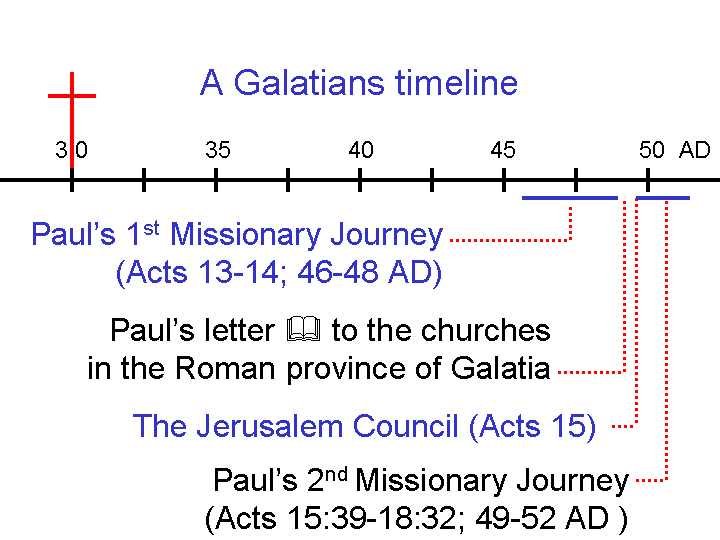 A Galatians timeline
30 35 40 45 50 AD
Paul’s 1st Missionary Journey
(Acts 13-14; 46-48 AD)
Paul’s letter 🕮 to the churches
in the Roman province of Galatia
The Jerusalem Council (Acts 15)
Paul’s 2nd Missionary Journey
(Acts 15:39-18:32; 49-52 AD )